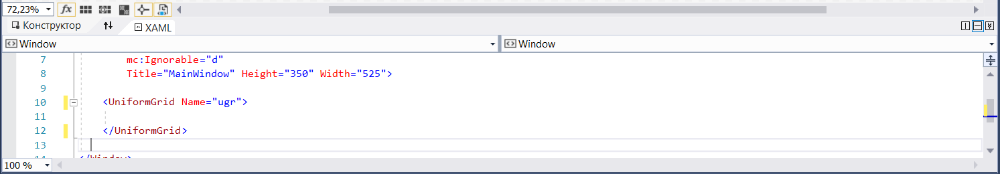 72,23% fx
Конструктор XAML
Window Window
7 mc:Ignorable="d"
8 Title="MainWindow" Height="350" Width="525">
9
10 <UniformGrid Name="ugr">
11
12 </UniformGrid>
13
14 </Window>
100 %